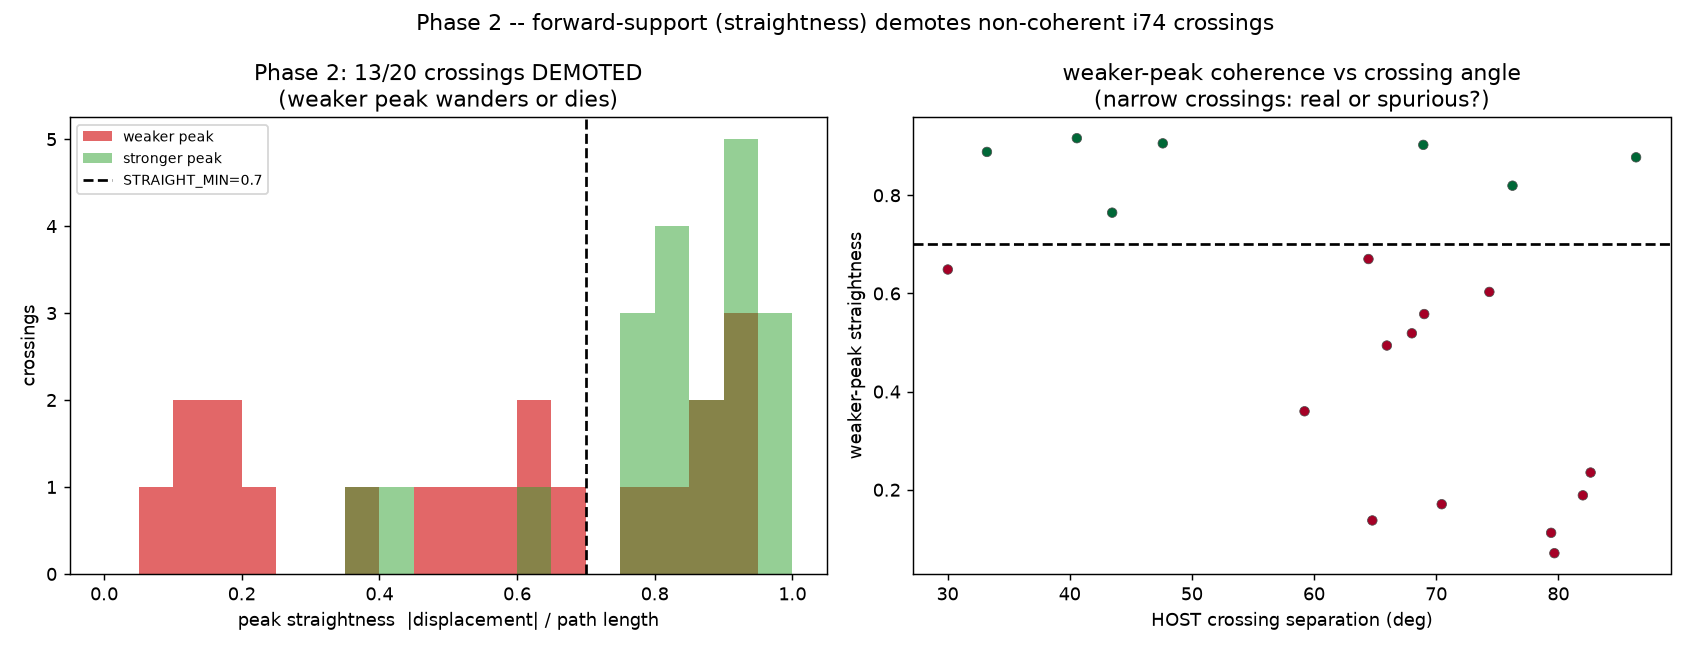 Phase 2 -- forward-support (straightness) demotes non-coherent i74 crossings
Phase 2: 13/20 crossings DEMOTED
(weaker peak wanders or dies)
weaker peak
stronger peak
STRAIGHT_MIN=0.7
crossings
5
4
3
2
1
0
0.0
0.2
0.4
0.6
0.8
1.0
peak straightness  |displacement| / path length
weaker-peak coherence vs crossing angle
(narrow crossings: real or spurious?)
weaker-peak straightness
0.8
0.6
0.4
0.2
30
40
50
60
70
80
HOST crossing separation (deg)